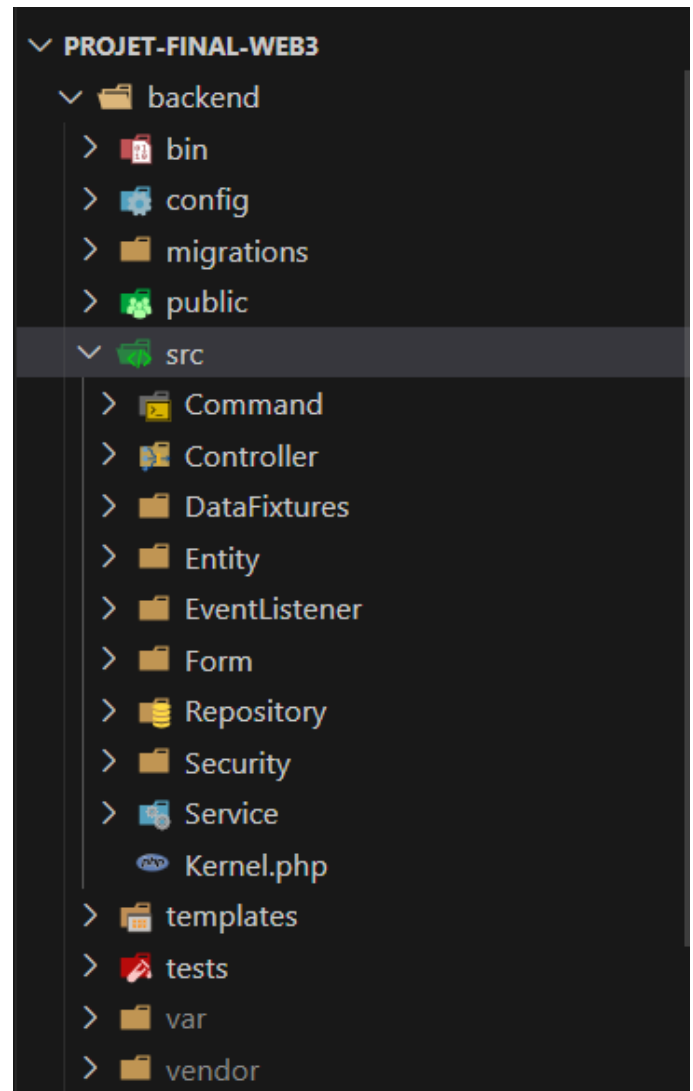 PROJET-FINAL-WEB3
backend
bin
config
migrations
public
src
Command
Controller
DataFixtures
Entity
EventListener
Form
Repository
Security
Service
Kernel.php
templates
tests
var
vendor